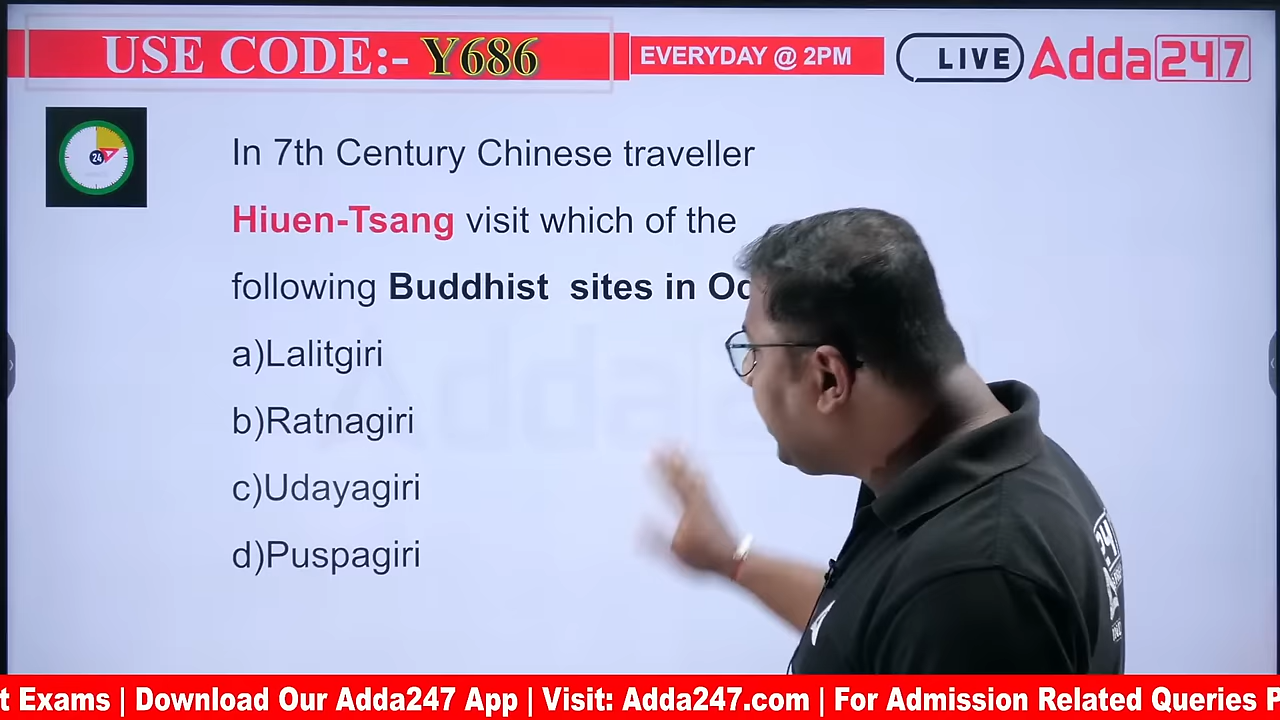 USE CODE:- Y686
EVERYDAY @ 2PM
LIVE
Adda247
24
In 7th Century Chinese traveller
Hiuen-Tsang visit which of the
following Buddhist sites in
a)Lalitgiri
b)Ratnagiri
c)Udayagiri
d)Puspagiri
Exams | Download Our Adda247 App | Visit: Adda247.com | For Admission Related Queries